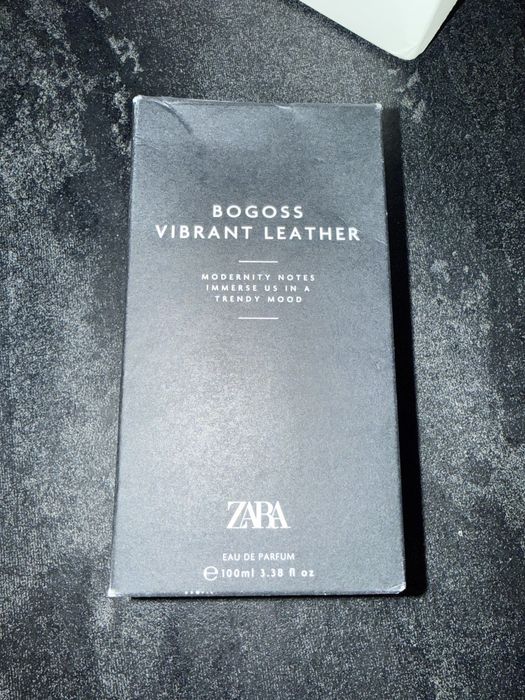 BOGOSS
VIBRANT LEATHER
MODERNITY NOTES
IMMERSE US IN A
TRENDY MOOD
ZARA
EAU DE PARFUM
℮100ml 3.38 fl oz